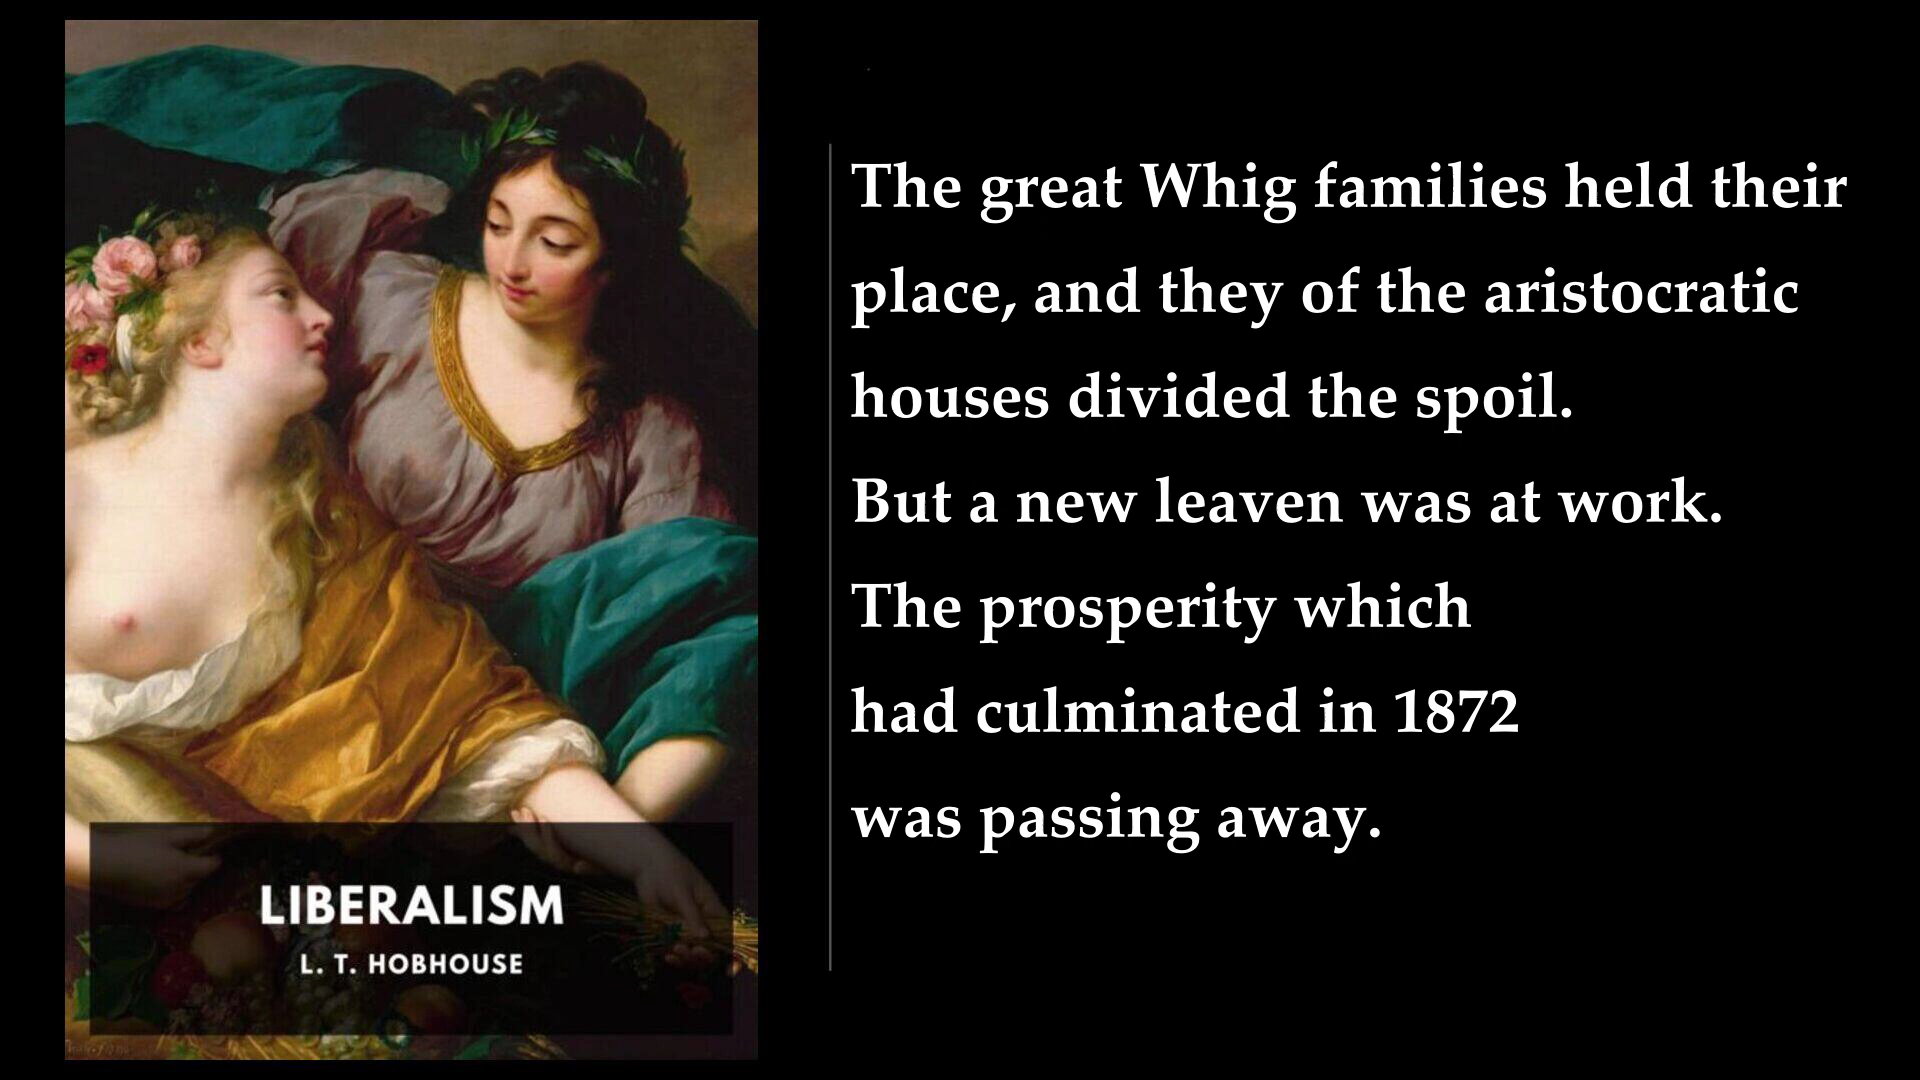 The great Whig families held their
place, and they of the aristocratic
houses divided the spoil.
But a new leaven was at work.
The prosperity which
had culminated in 1872
was passing away.
LIBERALISM
L. T. HOBHOUSE